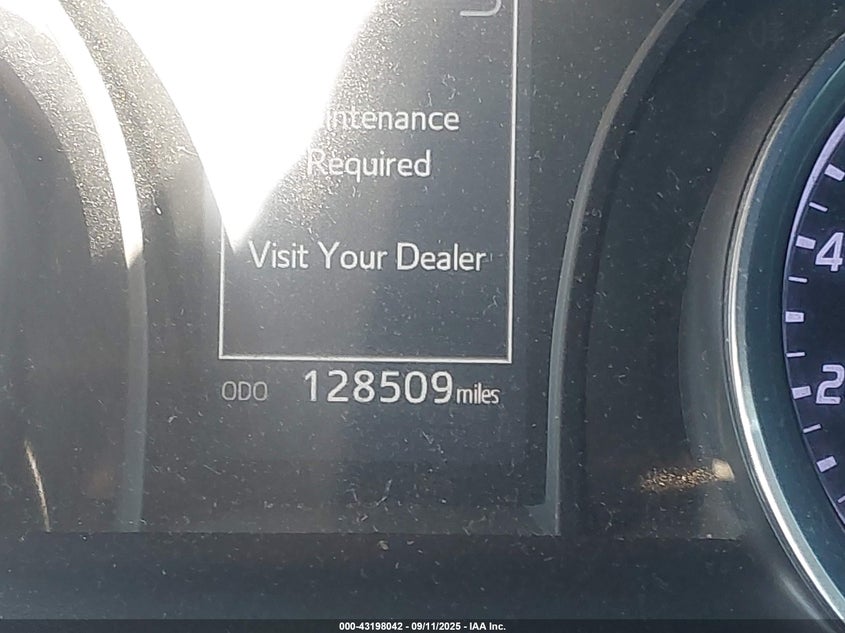 intenance
Required
Visit Your Dealer
ODO 128509 miles
4
2
000-43198042 - 09/11/2025 - IAA Inc.